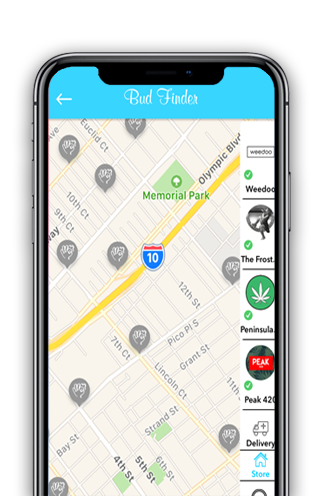 Bud Finder
Euclid Ct
Olympic Blv
10th Ct
Memorial Park
way
9th Ct
10
12th St
Pico Pl S
7th Ct
Grant St
Lincoln Ct
Strand St
Bay St
4th St
5th St
weedoo
Weedoo
The Frost.
Peninsula.
PEAK
Peak 420
Delivery
Store